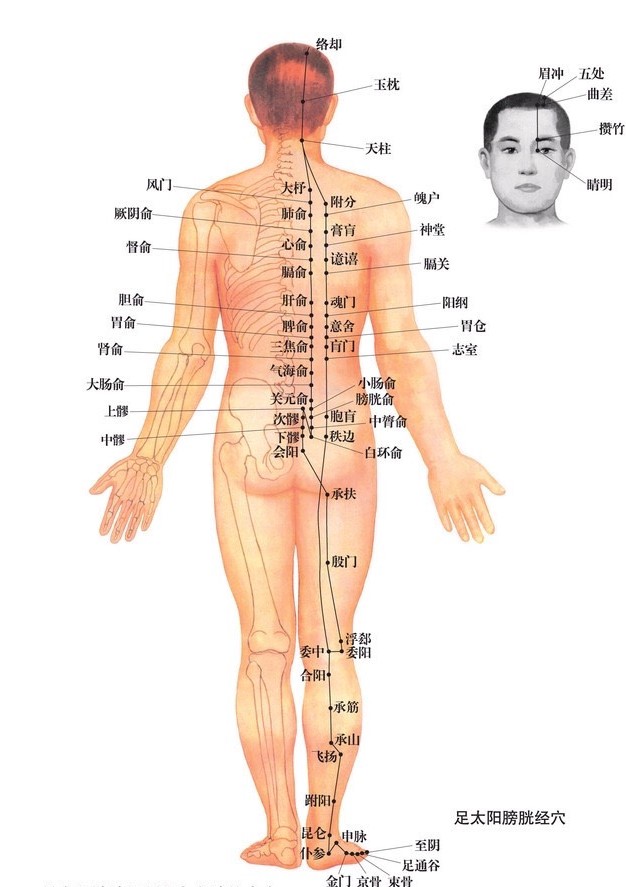 络却
玉枕
天柱
眉冲
五处
曲差
攒竹
睛明
风门
大杼
附分
魄户
厥阴俞
肺俞
膏肓
神堂
督俞
心俞
譩譆
膈关
膈俞
胆俞
肝俞
魂门
阳纲
胃俞
脾俞
意舍
胃仓
肾俞
三焦俞
肓门
志室
气海俞
大肠俞
小肠俞
关元俞
膀胱俞
上髎
次髎
胞肓
中膂俞
中髎
下髎
秩边
会阳
白环俞
承扶
殷门
浮郄
委中
委阳
合阳
承筋
承山
飞扬
跗阳
足太阳膀胱经穴
昆仑
申脉
仆参
至阴
足通谷
金门
京骨
束骨